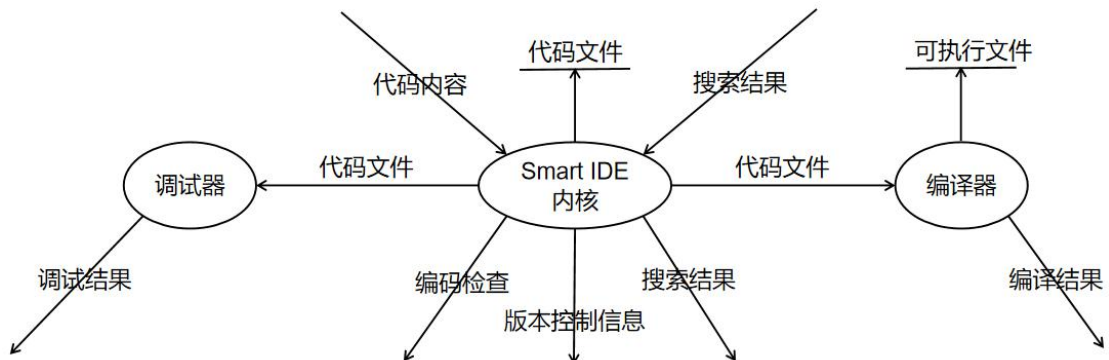 代码文件
可执行文件
代码内容
搜索结果
调试器
代码文件
Smart IDE
内核
代码文件
编译器
调试结果
编码检查
版本控制信息
搜索结果
编译结果